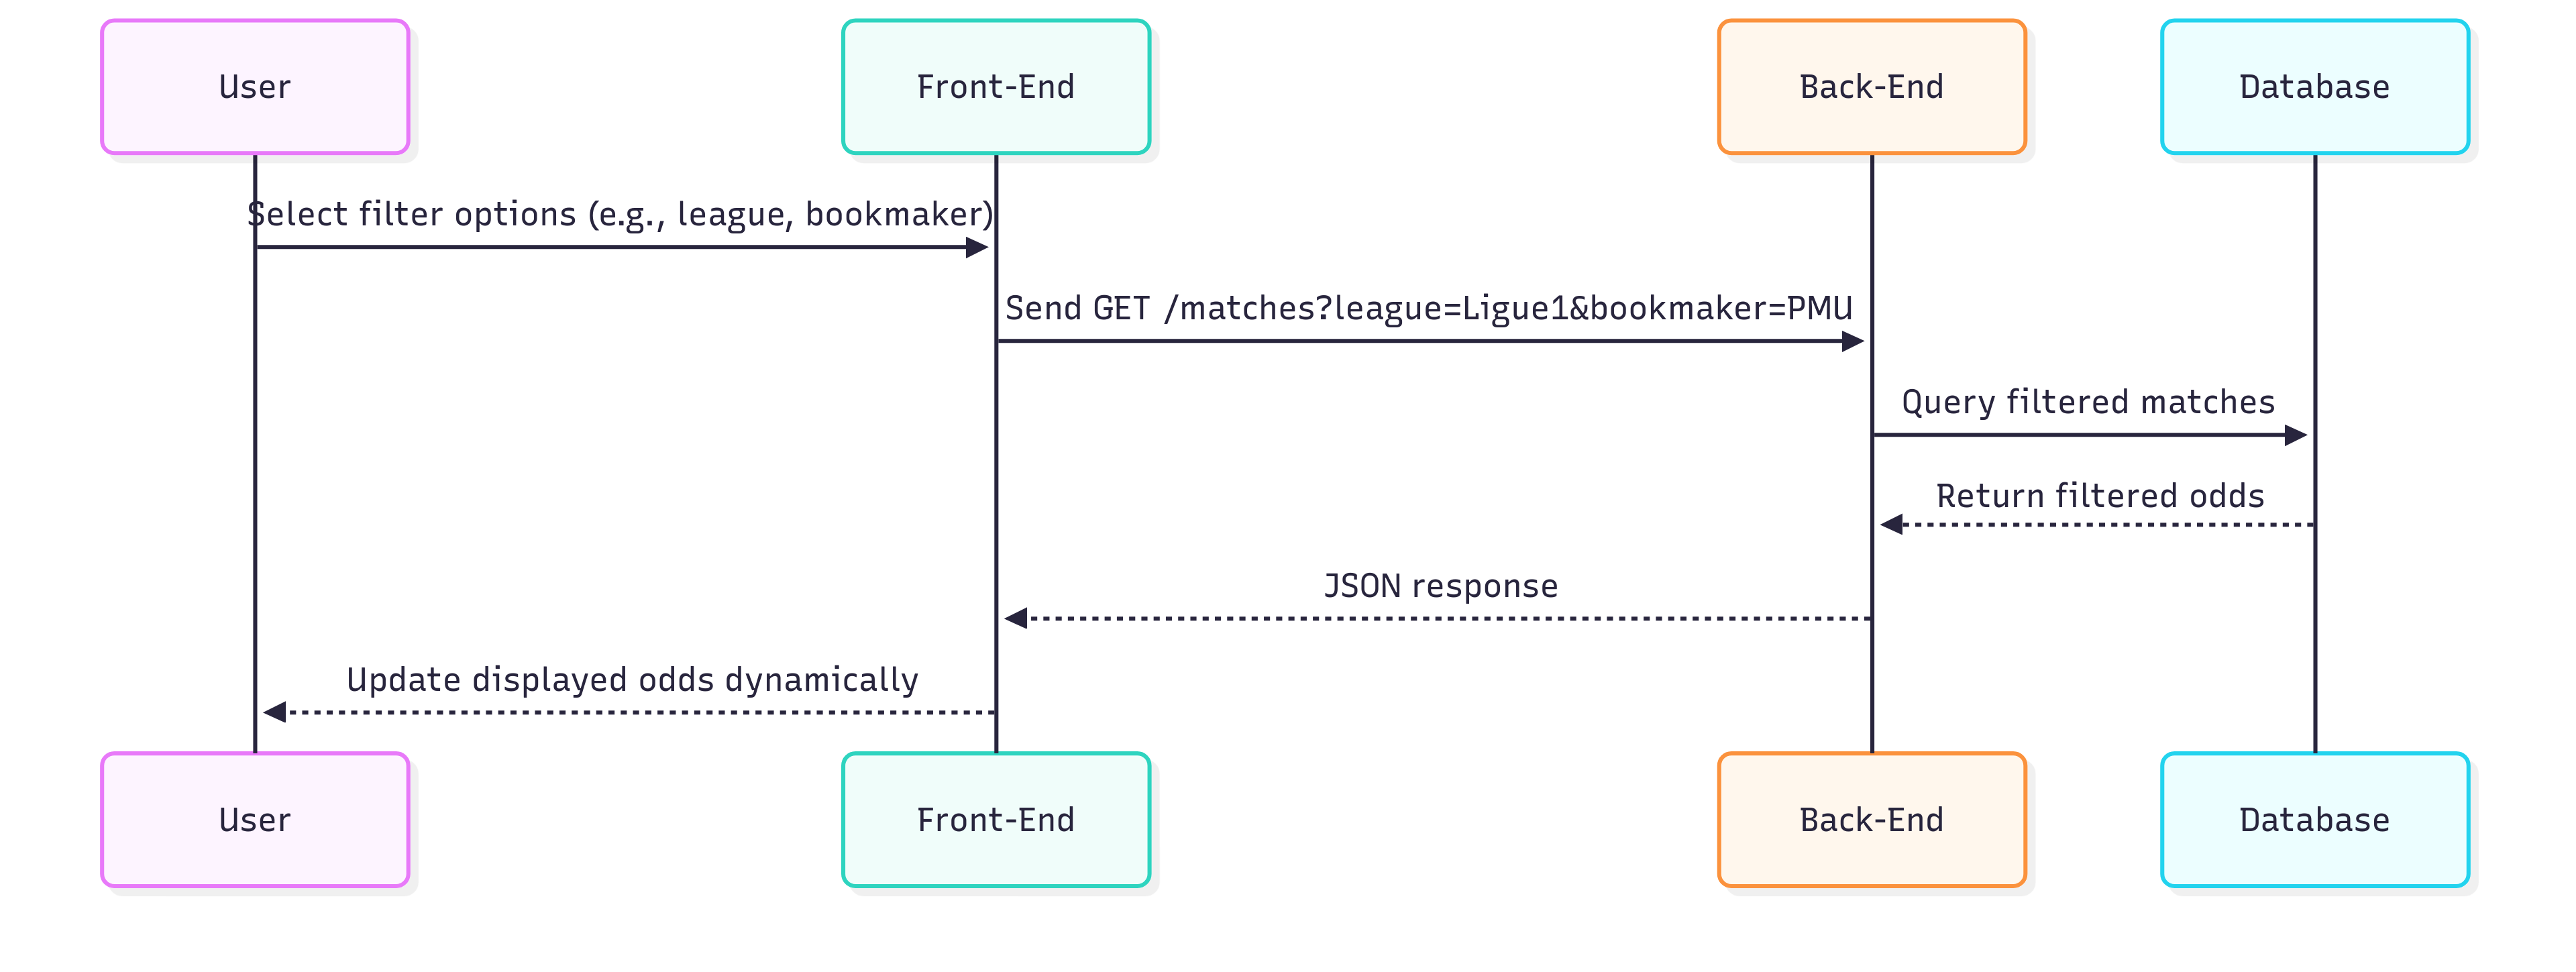 User
Front-End
Back-End
Database
Select filter options (e.g., league, bookmaker)
Send GET /matches?league=Ligue1&bookmaker=PMU
Query filtered matches
Return filtered odds
JSON response
Update displayed odds dynamically
User
Front-End
Back-End
Database